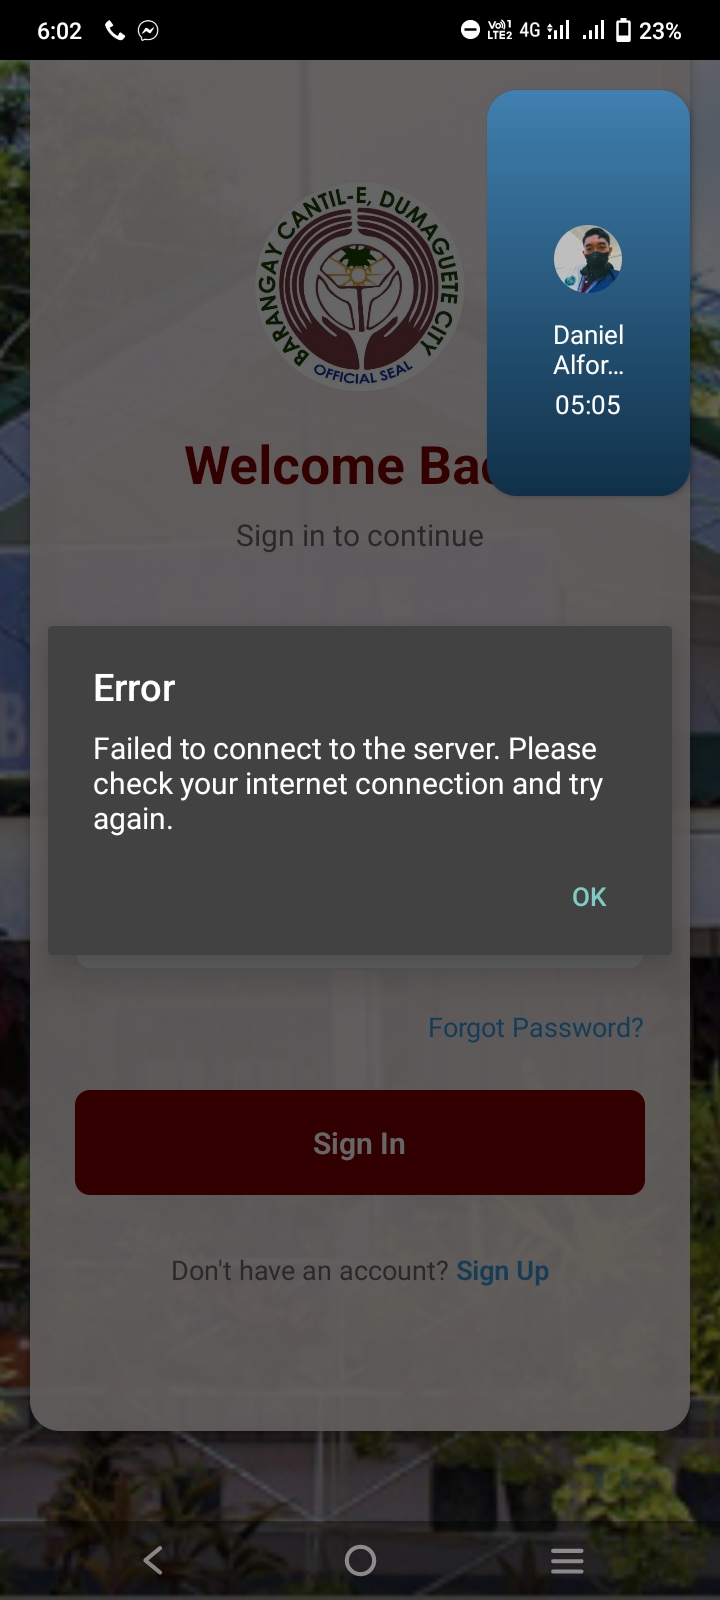 6:02
Vo))1
LTE2
4G
23%
BARANGAY CANTIL-E, DUMAGUETE CITY
OFFICIAL SEAL
Daniel
Alfor...
05:05
Welcome Bac
Sign in to continue
Error
Failed to connect to the server. Please
check your internet connection and try
again.
OK
Forgot Password?
Sign In
Don't have an account? Sign Up